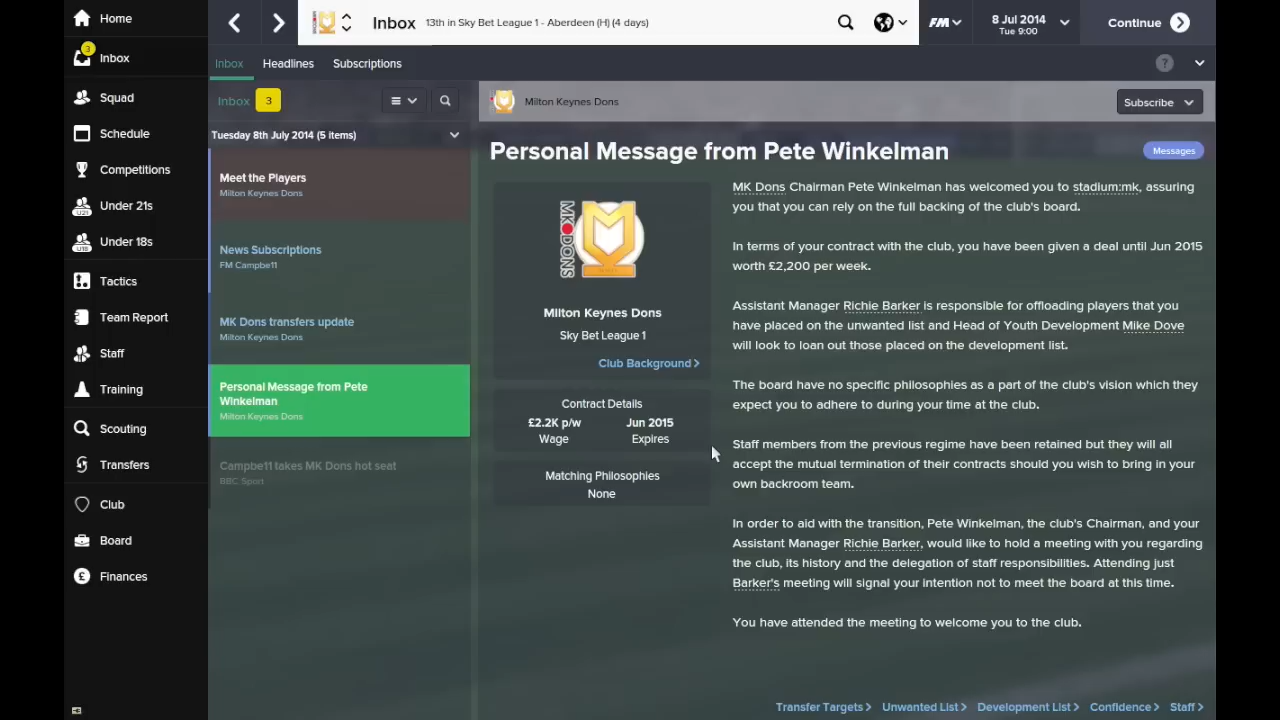 Home
Inbox
3
Squad
Schedule
Competitions
Under 21s
U21
Under 18s
U18
Tactics
Team Report
Staff
Training
Scouting
Transfers
Club
Board
Finances
Inbox
13th in Sky Bet League 1 - Aberdeen (H) (4 days)
FM
8 Jul 2014
Tue 9:00
Continue
Inbox
Headlines
Subscriptions
?
Inbox
3
Tuesday 8th July 2014 (5 items)
Meet the Players
Milton Keynes Dons
News Subscriptions
FM Campbe11
MK Dons transfers update
Milton Keynes Dons
Personal Message from Pete
Winkelman
Milton Keynes Dons
Campbe11 takes MK Dons hot seat
BBC Sport
Milton Keynes Dons
Subscribe
Personal Message from Pete Winkelman
Messages
MK DONS
Milton Keynes Dons
Sky Bet League 1
Club Background >
Contract Details
£2.2K p/w
Jun 2015
Wage
Expires
Matching Philosophies
None
MK Dons Chairman Pete Winkelman has welcomed you to stadium:mk, assuring
you that you can rely on the full backing of the club's board.
In terms of your contract with the club, you have been given a deal until Jun 2015
worth £2,200 per week.
Assistant Manager Richie Barker is responsible for offloading players that you
have placed on the unwanted list and Head of Youth Development Mike Dove
will look to loan out those placed on the development list.
The board have no specific philosophies as a part of the club's vision which they
expect you to adhere to during your time at the club.
Staff members from the previous regime have been retained but they will all
accept the mutual termination of their contracts should you wish to bring in your
own backroom team.
In order to aid with the transition, Pete Winkelman, the club's Chairman, and your
Assistant Manager Richie Barker, would like to hold a meeting with you regarding
the club, its history and the delegation of staff responsibilities. Attending just
Barker's meeting will signal your intention not to meet the board at this time.
You have attended the meeting to welcome you to the club.
Transfer Targets >
Unwanted List >
Development List >
Confidence >
Staff >